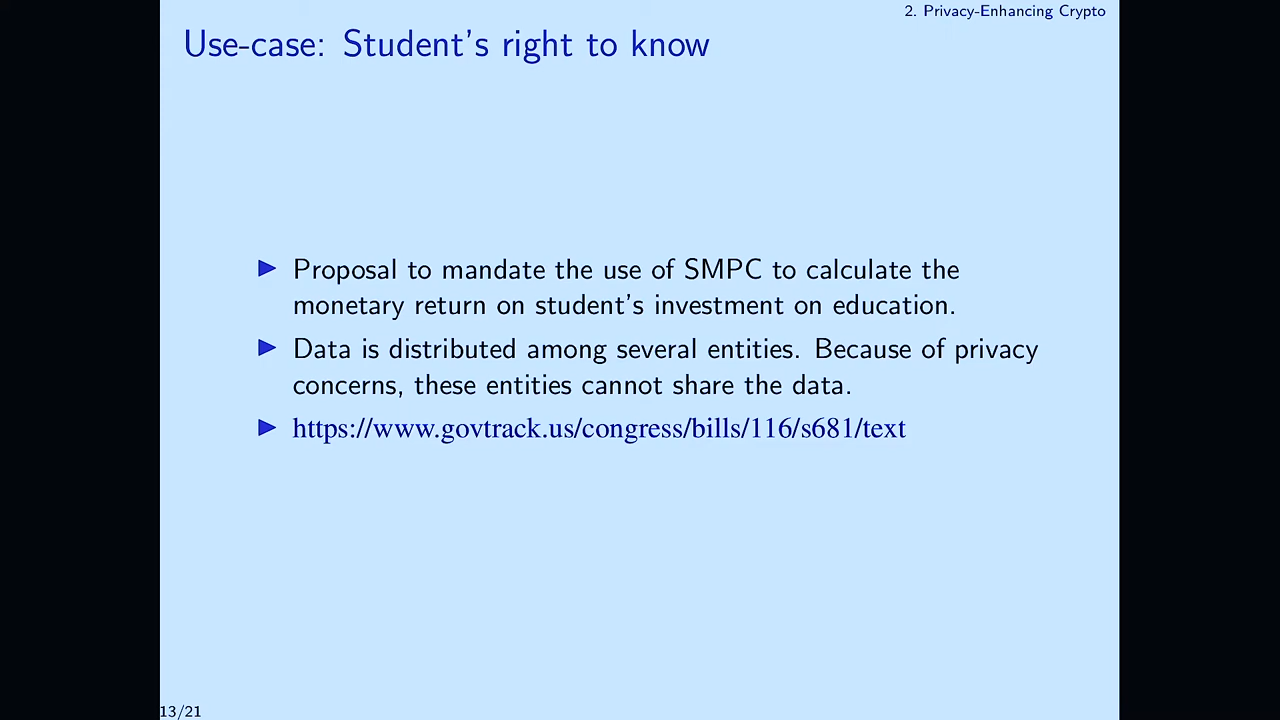 2. Privacy-Enhancing Crypto
Use-case: Student's right to know
Proposal to mandate the use of SMPC to calculate the
monetary return on student's investment on education.
Data is distributed among several entities. Because of privacy
concerns, these entities cannot share the data.
https://www.govtrack.us/congress/bills/116/s681/text
13/21